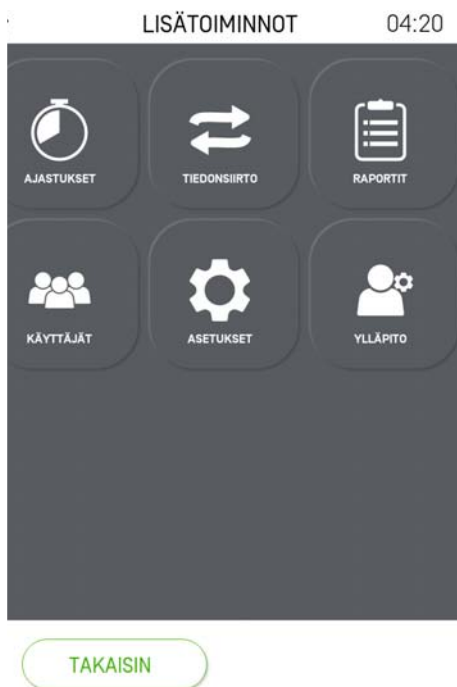 LISÄTOIMINNOT 04:20
AJASTUKSET TIEDONSIIRTO RAPORTIT
KÄYTTÄJÄT ASETUKSET YLLÄPITO
TAKAISIN